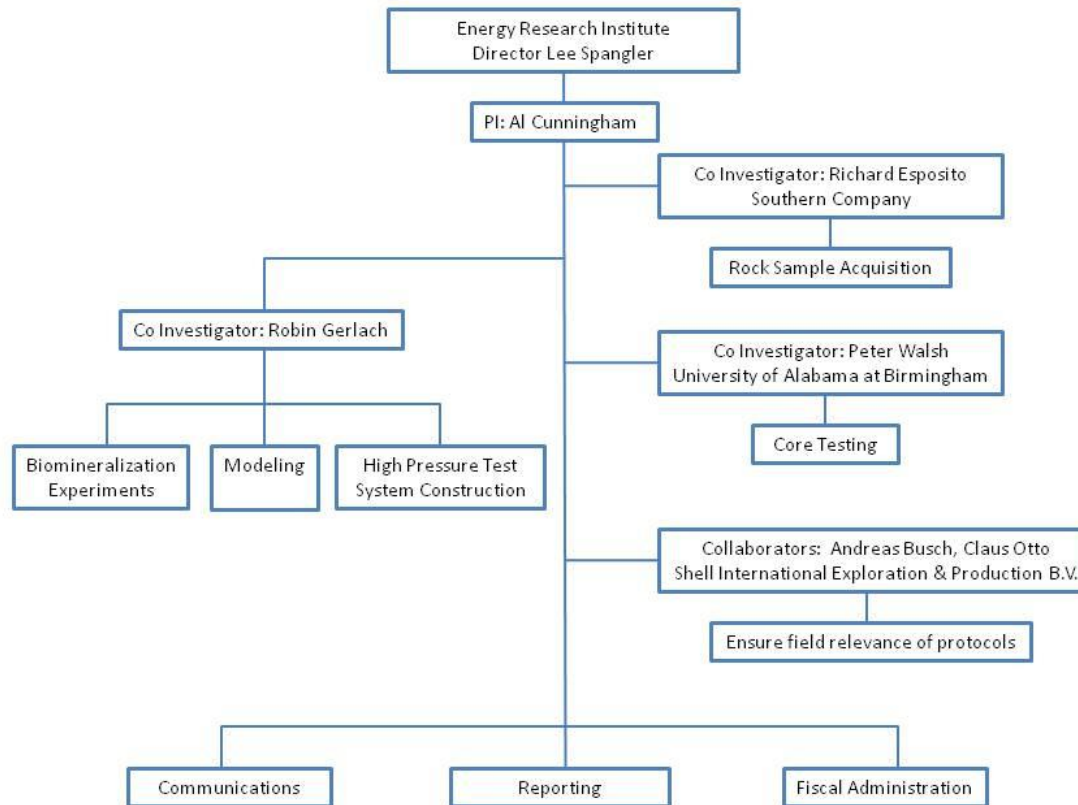 Energy Research Institute
Director Lee Spangler
PI: Al Cunningham
Co Investigator: Richard Esposito
Southern Company
Rock Sample Acquisition
Co Investigator: Robin Gerlach
Co Investigator: Peter Walsh
University of Alabama at Birmingham
Core Testing
Biomineralization
Experiments
Modeling
High Pressure Test
System Construction
Collaborators: Andreas Busch, Claus Otto
Shell International Exploration & Production B.V.
Ensure field relevance of protocols
Communications
Reporting
Fiscal Administration